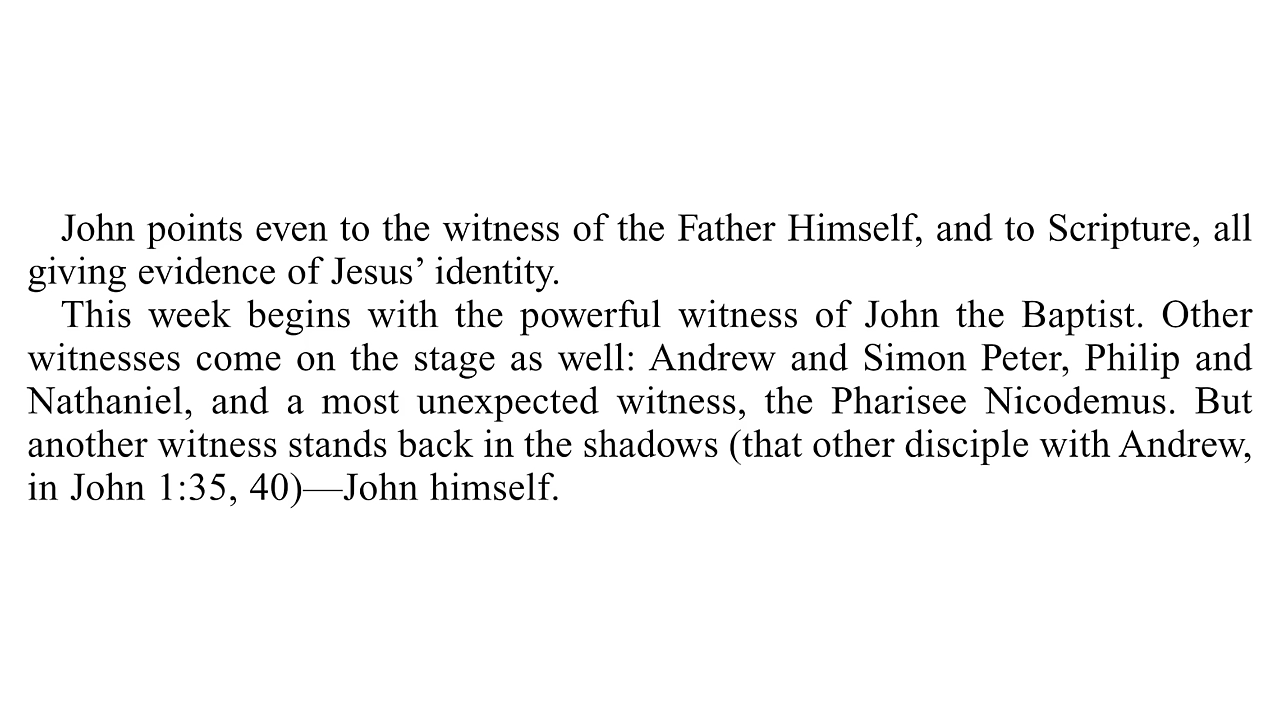 John points even to the witness of the Father Himself, and to Scripture, all
giving evidence of Jesus’ identity.
This week begins with the powerful witness of John the Baptist. Other
witnesses come on the stage as well: Andrew and Simon Peter, Philip and
Nathaniel, and a most unexpected witness, the Pharisee Nicodemus. But
another witness stands back in the shadows (that other disciple with Andrew,
in John 1:35, 40)—John himself.